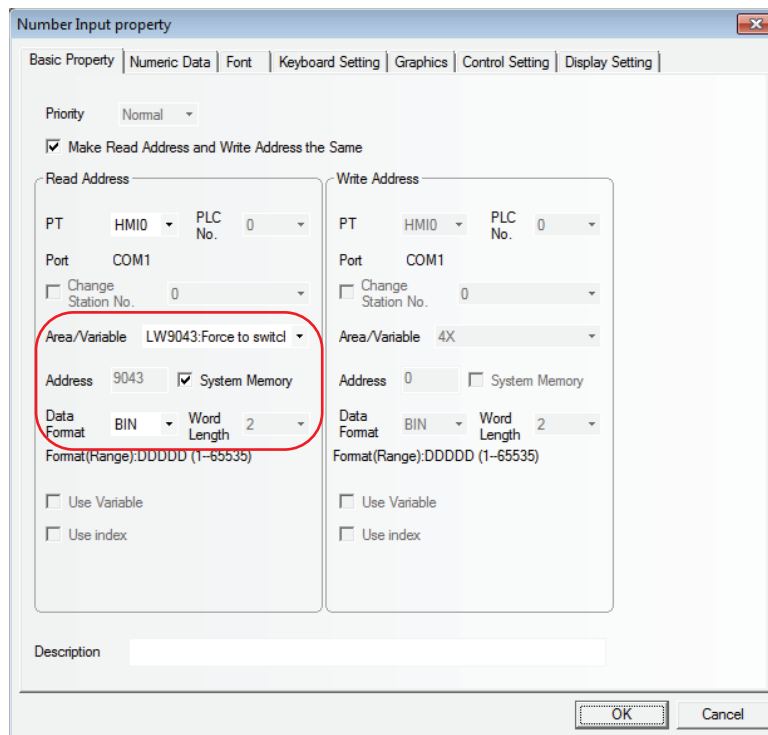 Number Input property
Basic Property Numeric Data Font Keyboard Setting Graphics Control Setting Display Setting
Priority Normal
Make Read Address and Write Address the Same
Read Address
PT HMI0 PLC No. 0
Port COM1
Change Station No. 0
Area/Variable LW9043:Force to switcl
Address 9043 System Memory
Data Format BIN Word Length 2
Format(Range):DDDDD (1--65535)
Use Variable
Use index
Write Address
PT HMI0 PLC No. 0
Port COM1
Change Station No. 0
Area/Variable 4X
Address 0 System Memory
Data Format BIN Word Length 2
Format(Range):DDDDD (1--65535)
Use Variable
Use index
Description
OK Cancel